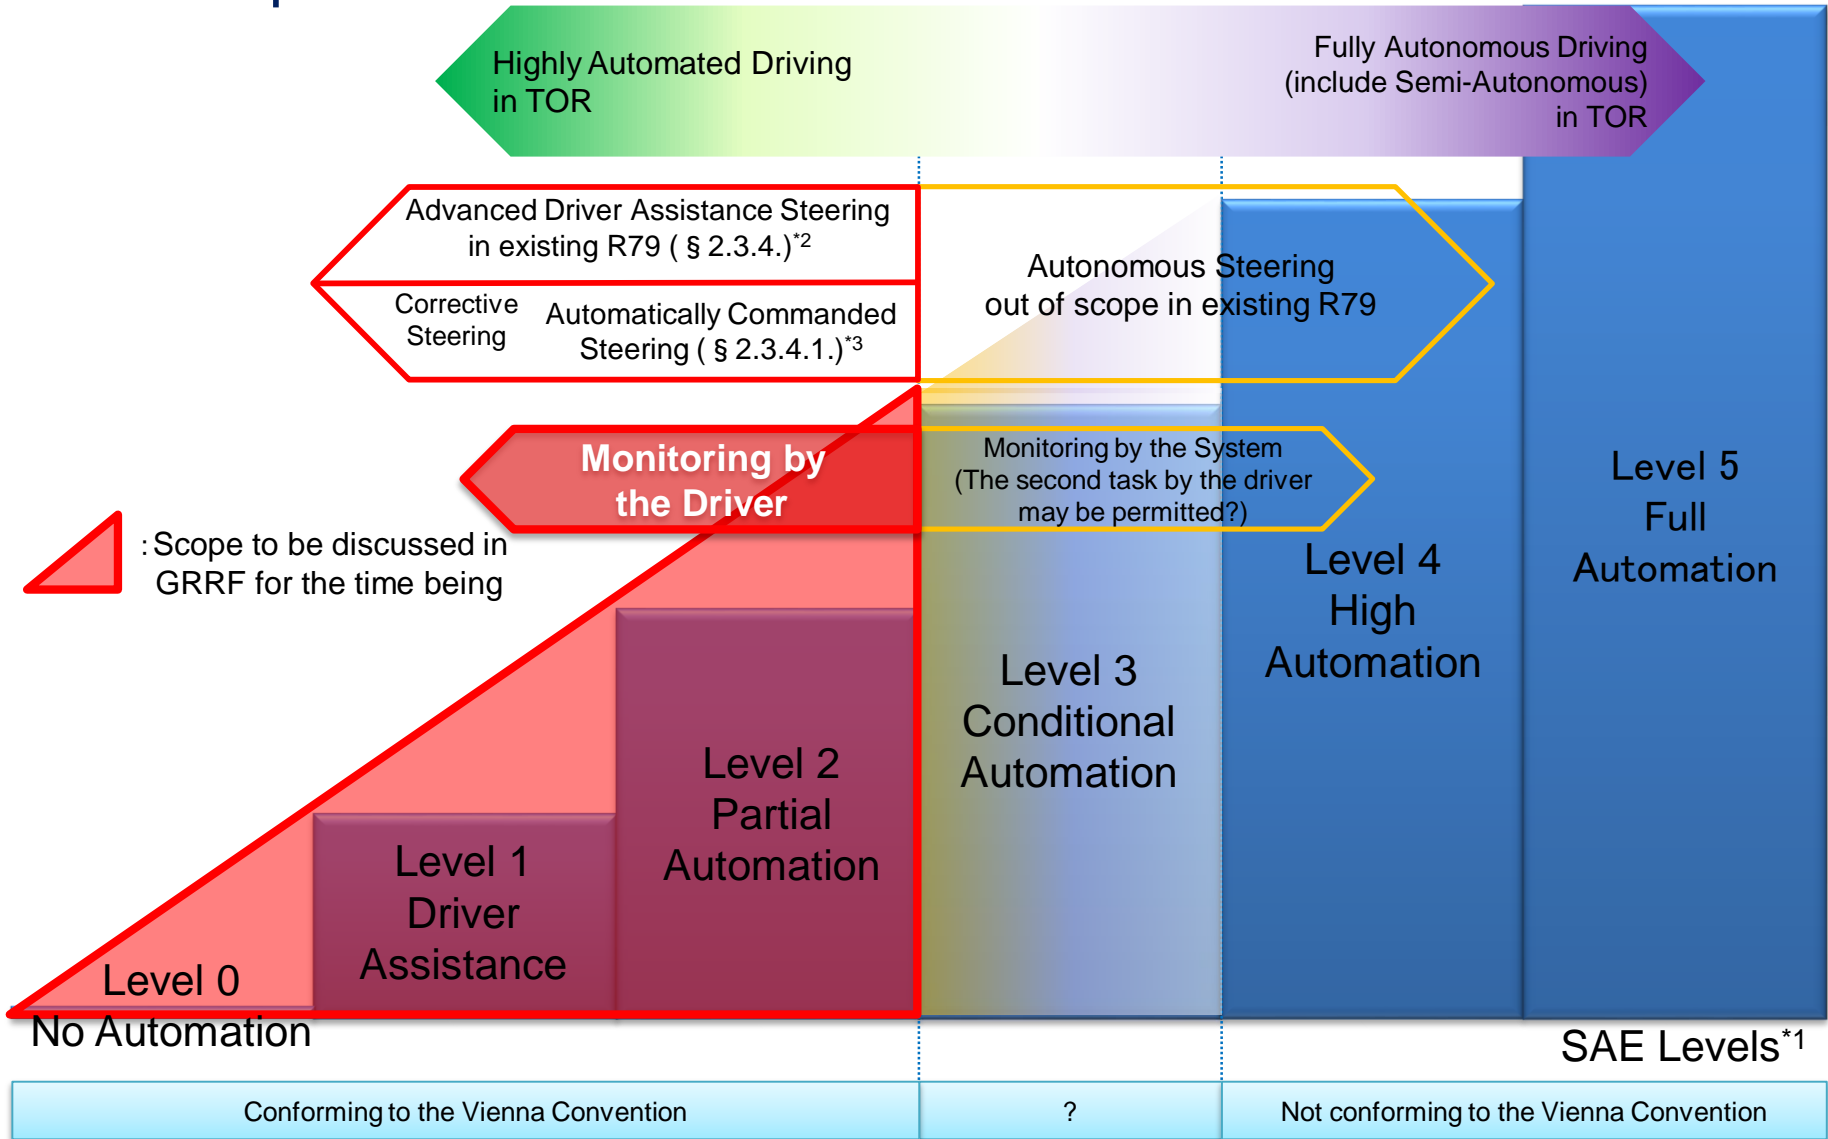 Highly Automated Driving
in TOR
Fully Autonomous Driving
(include Semi-Autonomous)
in TOR
Advanced Driver Assistance Steering
in existing R79 ( § 2.3.4.)*2
Corrective
Steering
Automatically Commanded
Steering ( § 2.3.4.1.)*3
Autonomous Steering
out of scope in existing R79
Monitoring by
the Driver
Monitoring by the System
(The second task by the driver
may be permitted?)
: Scope to be discussed in
GRRF for the time being
Level 0
No Automation
Level 1
Driver
Assistance
Level 2
Partial
Automation
Level 3
Conditional
Automation
Level 4
High
Automation
Level 5
Full
Automation
SAE Levels*1
Conforming to the Vienna Convention
?
Not conforming to the Vienna Convention